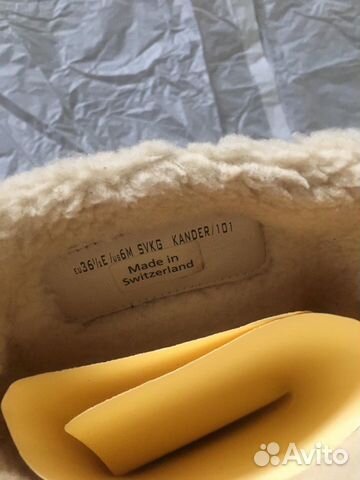 EU36½E/US6M SVKG KANDER/101
Made in
Switzerland
Avito